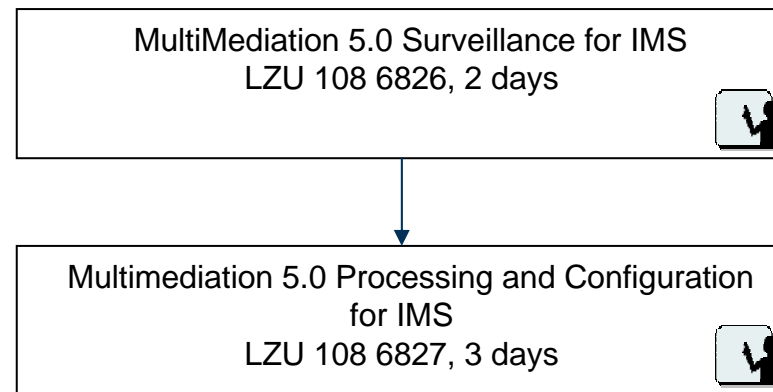 MultiMediation 5.0 Surveillance for IMS
LZU 108 6826, 2 days
Multimediation 5.0 Processing and Configuration
for IMS
LZU 108 6827, 3 days